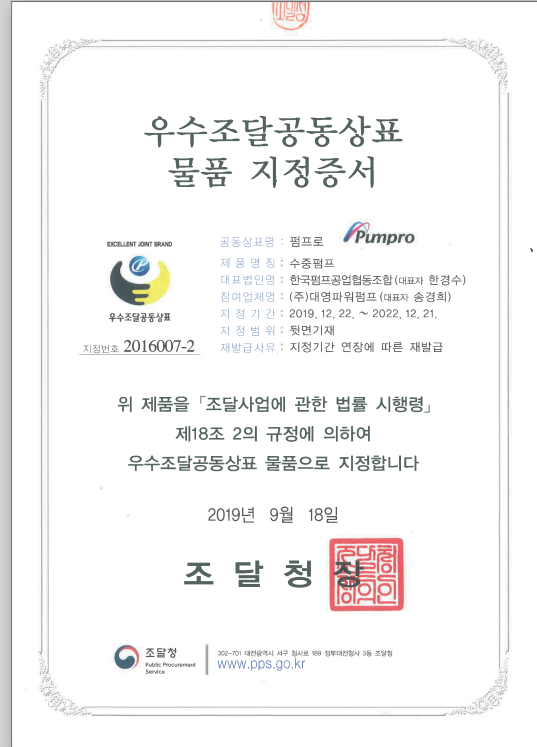 우수조달공동상표
물품 지정증서
EXCELLENT JOINT BRAND
우수조달공동상표
지정번호 2016007-2
공동상표명 : 펌프로 Pumpro
제 품 명 칭 : 수중펌프
대표법인명 : 한국펌프공업협동조합 (대표자 한경수)
참여업체명 : (주)대영파워펌프 (대표자 송경희)
지 정 기 간 : 2019. 12. 22. ~ 2022. 12. 21.
지 정 범 위 : 뒷면기재
재발급사유 : 지정기간 연장에 따른 재발급
위 제품을 「조달사업에 관한 법률 시행령」
제18조 2의 규정에 의하여
우수조달공동상표 물품으로 지정합니다
2019년 9월 18일
조 달 청 장
조달청
Public Procurement
Service
302-701 대전광역시 서구 청사로 189 정부대전청사 3동 조달청
www.pps.go.kr